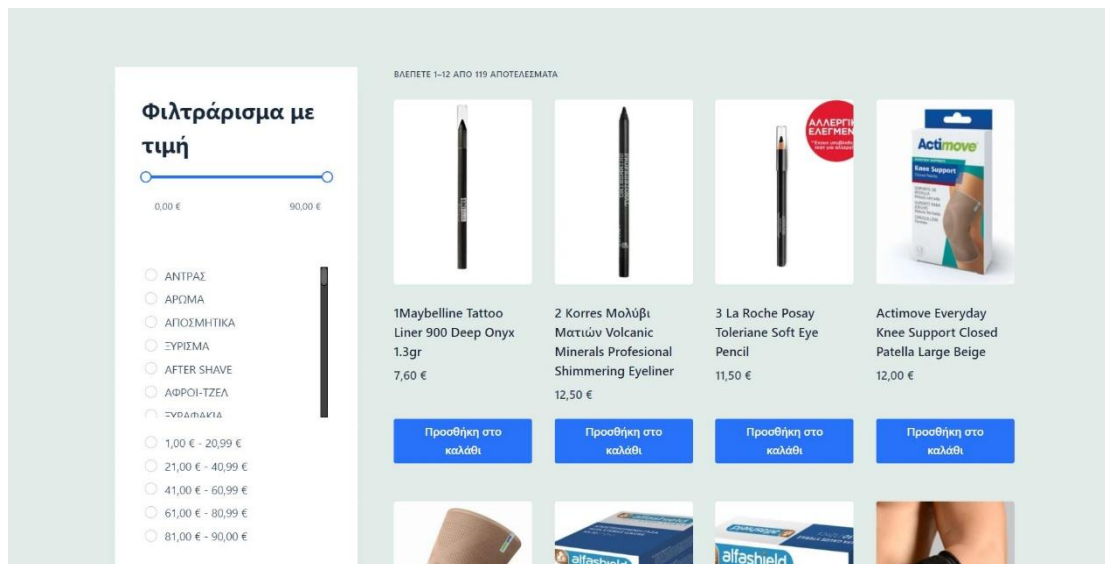 ΒΛΕΠΕΤΕ 1–12 ΑΠΟ 119 ΑΠΟΤΕΛΕΣΜΑΤΑ
Φιλτράρισμα με
τιμή
0,00 €
90,00 €
ΑΝΤΡΑΣ
ΑΡΩΜΑ
ΑΠΟΣΜΗΤΙΚΑ
ΞΥΡΙΣΜΑ
AFTER SHAVE
ΑΦΡΟΙ-ΤΖΕΛ
ΞΥΡΑΦΑΚΙΑ
1,00 € - 20,99 €
21,00 € - 40,99 €
41,00 € - 60,99 €
61,00 € - 80,99 €
81,00 € - 90,00 €
1Maybelline Tattoo
Liner 900 Deep Onyx
1.3gr
7,60 €
Προσθήκη στο
καλάθι
2 Korres Μολύβι
Ματιών Volcanic
Minerals Profesional
Shimmering Eyeliner
12,50 €
Προσθήκη στο
καλάθι
3 La Roche Posay
Toleriane Soft Eye
Pencil
11,50 €
Προσθήκη στο
καλάθι
Actimove
Knee Support
Actimove Everyday
Knee Support Closed
Patella Large Beige
12,00 €
Προσθήκη στο
καλάθι
alfashield
alfashield